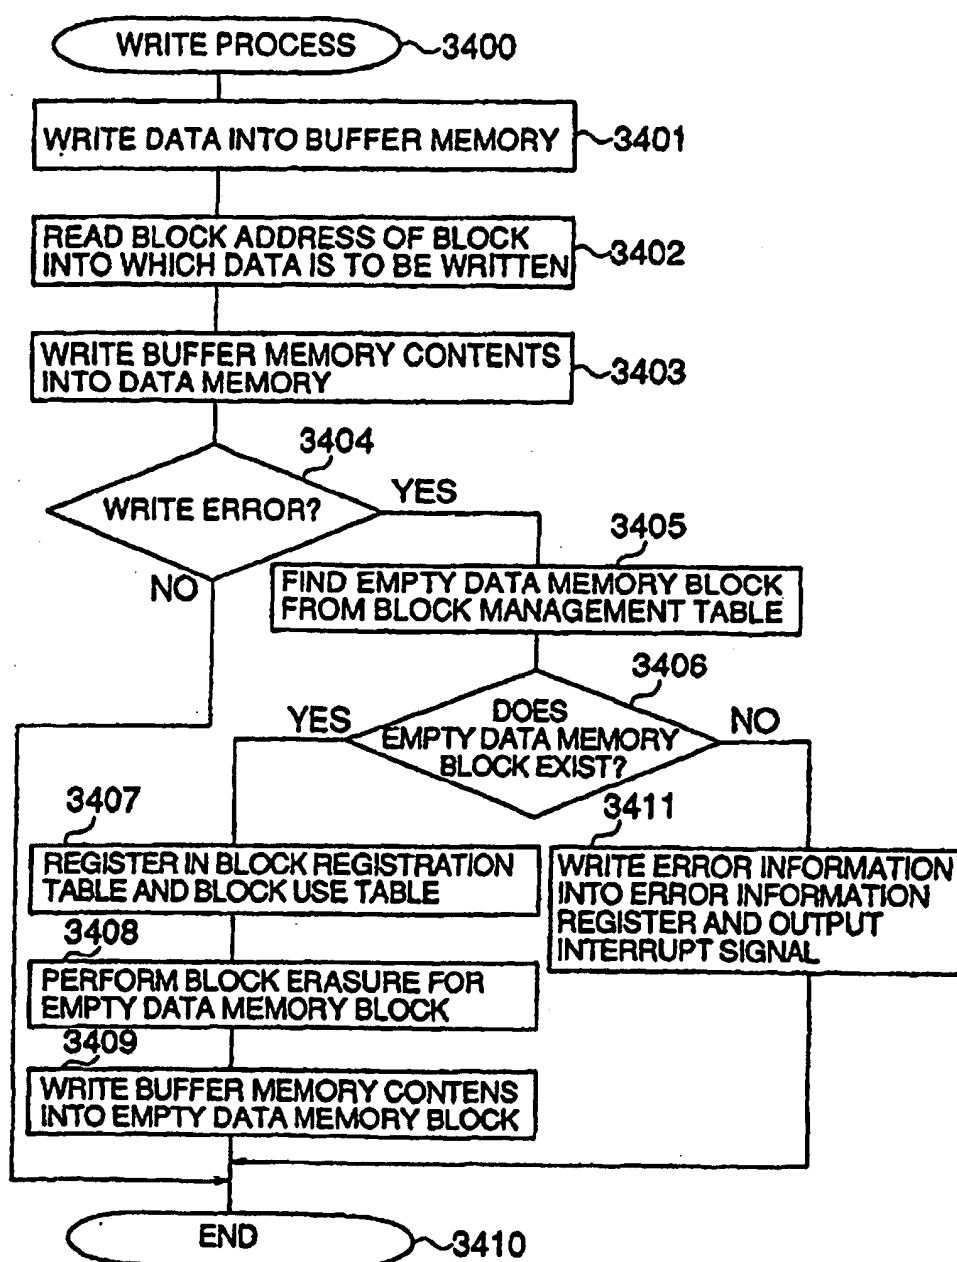 WRITE PROCESS
3400
WRITE DATA INTO BUFFER MEMORY
3401
READ BLOCK ADDRESS OF BLOCK
INTO WHICH DATA IS TO BE WRITTEN
3402
WRITE BUFFER MEMORY CONTENTS
INTO DATA MEMORY
3403
3404
WRITE ERROR?
YES
NO
3405
FIND EMPTY DATA MEMORY BLOCK
FROM BLOCK MANAGEMENT TABLE
3406
DOES
EMPTY DATA MEMORY
BLOCK EXIST?
YES
NO
3407
REGISTER IN BLOCK REGISTRATION
TABLE AND BLOCK USE TABLE
3408
PERFORM BLOCK ERASURE FOR
EMPTY DATA MEMORY BLOCK
3409
WRITE BUFFER MEMORY CONTENS
INTO EMPTY DATA MEMORY BLOCK
3411
WRITE ERROR INFORMATION
INTO ERROR INFORMATION
REGISTER AND OUTPUT
INTERRUPT SIGNAL
END
3410